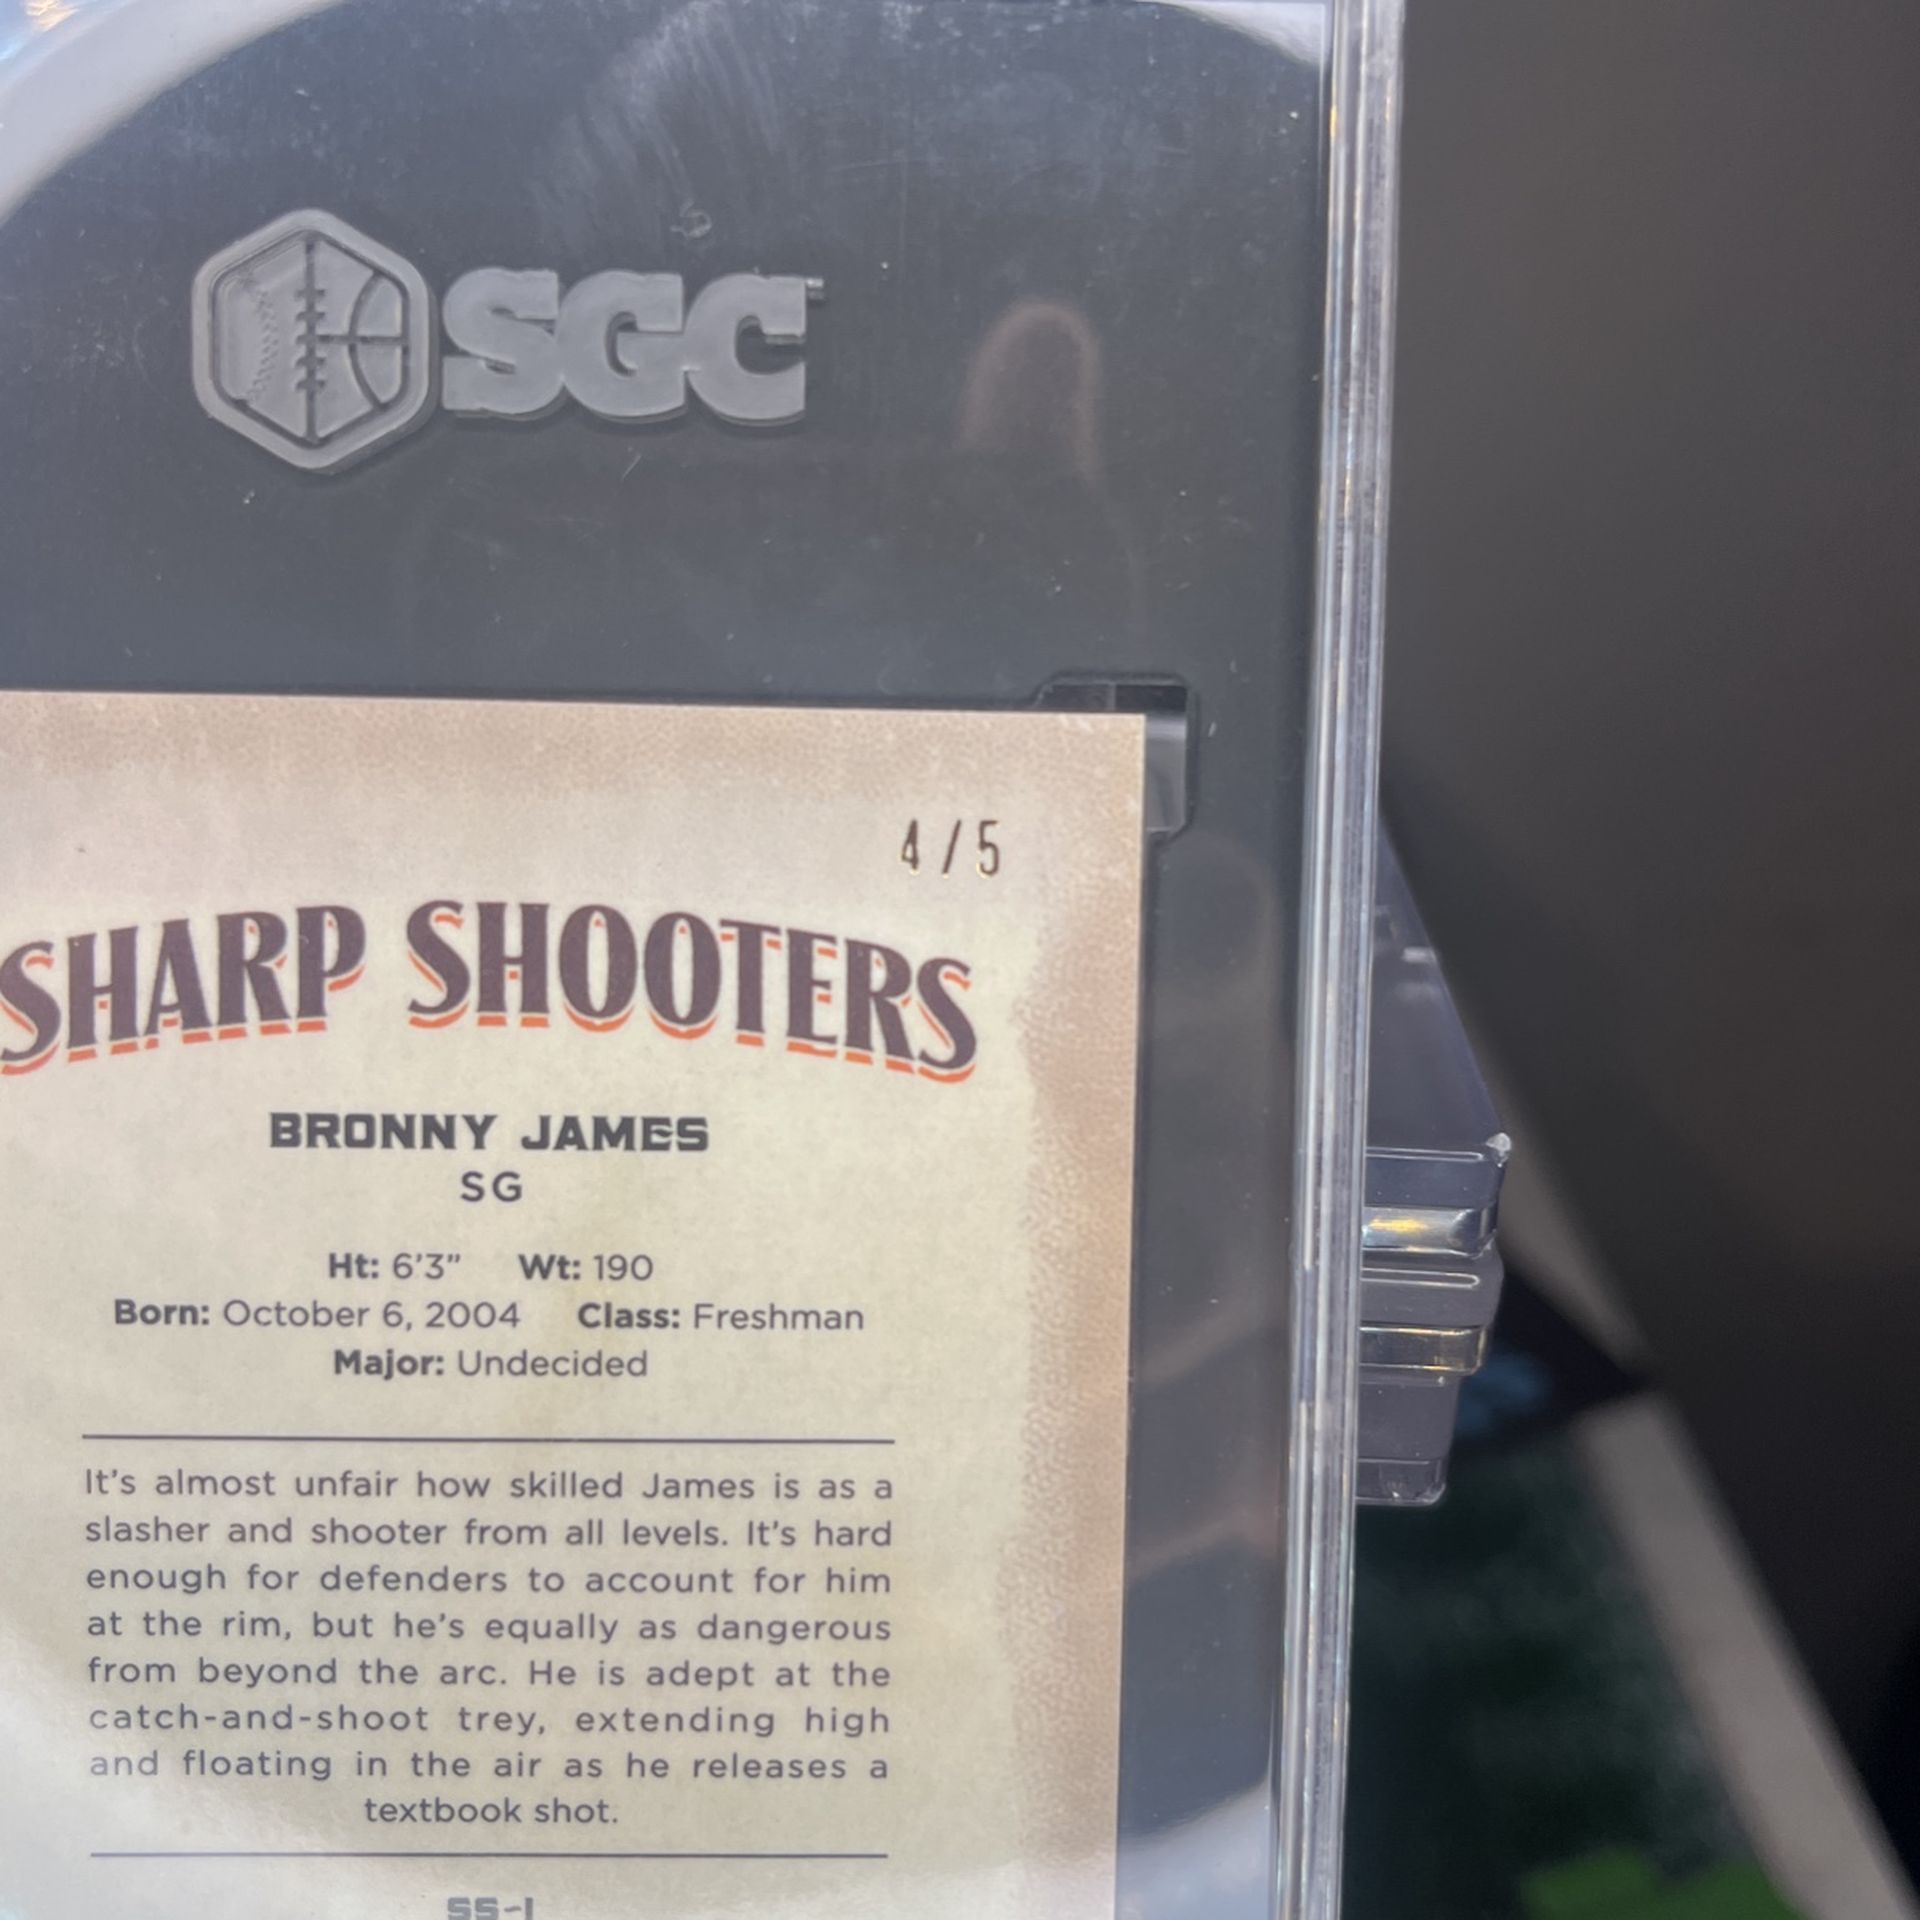 SGC
4/5
SHARP SHOOTERS
BRONNY JAMES
SG
Ht: 6'3" Wt: 190
Born: October 6, 2004 Class: Freshman
Major: Undecided
It's almost unfair how skilled James is as a
slasher and shooter from all levels. It's hard
enough for defenders to account for him
at the rim, but he's equally as dangerous
from beyond the arc. He is adept at the
catch-and-shoot trey, extending high
and floating in the air as he releases a
textbook shot.
SS-1